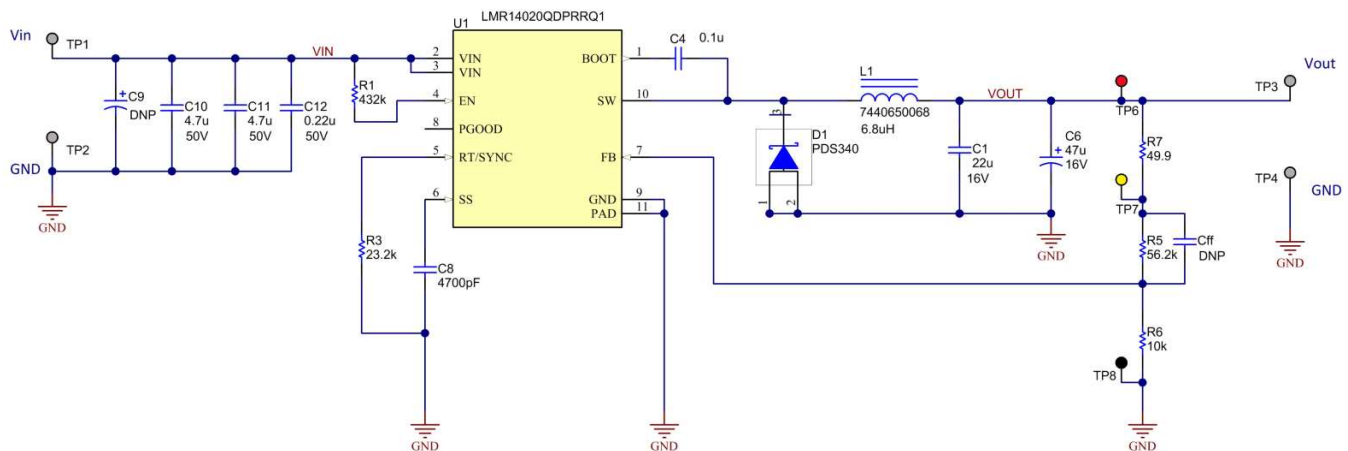 LMR14020QDPRRQ1
U1
Vin
TP1
VIN
C9
DNP
C10
4.7u
50V
C11
4.7u
50V
C12
0.22u
50V
R1
432k
TP2
GND
GND
2
VIN
3
VIN
4
EN
8
PGOOD
5
RT/SYNC
6
SS
BOOT
1
SW
10
FB
7
GND
9
PAD
11
R3
23.2k
C8
4700pF
GND
GND
C4
0.1u
3
D1
PDS340
1
2
L1
7440650068
6.8uH
VOUT
C1
22u
16V
C6
47u
16V
GND
TP6
R7
49.9
TP7
R5
56.2k
Cff
DNP
R6
10k
TP8
GND
Vout
TP3
TP4
GND
GND